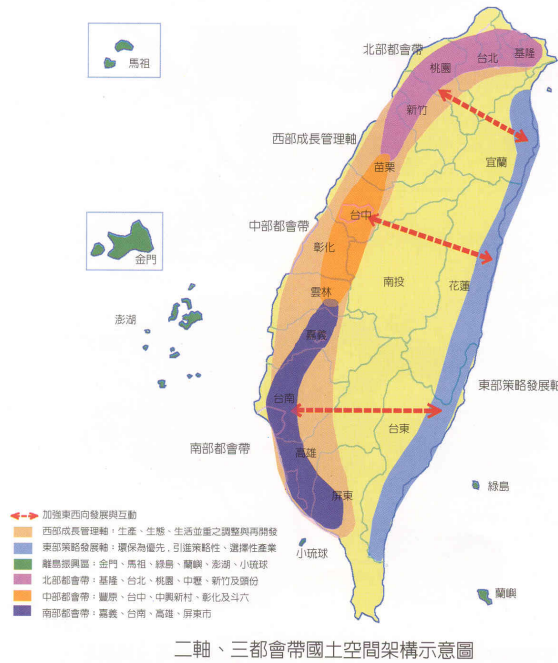 北部都會帶
基隆
台北
桃園
馬祖
新竹
西部成長管理軸
宜蘭
苗栗
台中
中部都會帶
彰化
金門
南投
花蓮
雲林
澎湖
嘉義
東部策略發展軸
台南
台東
南部都會帶
高雄
綠島
屏東
加強東西向發展與互動
西部成長管理軸，生產、生態、生活並重之調整與再開發
東部策略發展軸：環保為優先，引進策略性、選擇性產業
小琉球
離島振興區：金門、馬祖、綠島、蘭嶼、澎湖、小琉球
北部都會帶：基隆、台北、桃園、中壢、新竹及頭份
中部都會帶：豐原、台中、中興新村、彰化及斗六
蘭嶼
南部都會帶：嘉義、台南、高雄、屏東市
二軸、三都會帶國土空間架構示意圖